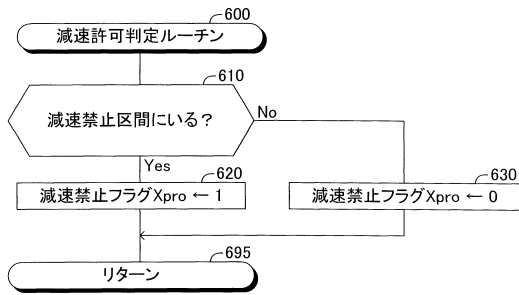 600
減速許可判定ルーチン
610
減速禁止区間にいる？
No
Yes
620
減速禁止フラグXpro ← 1
630
減速禁止フラグXpro ← 0
695
リターン